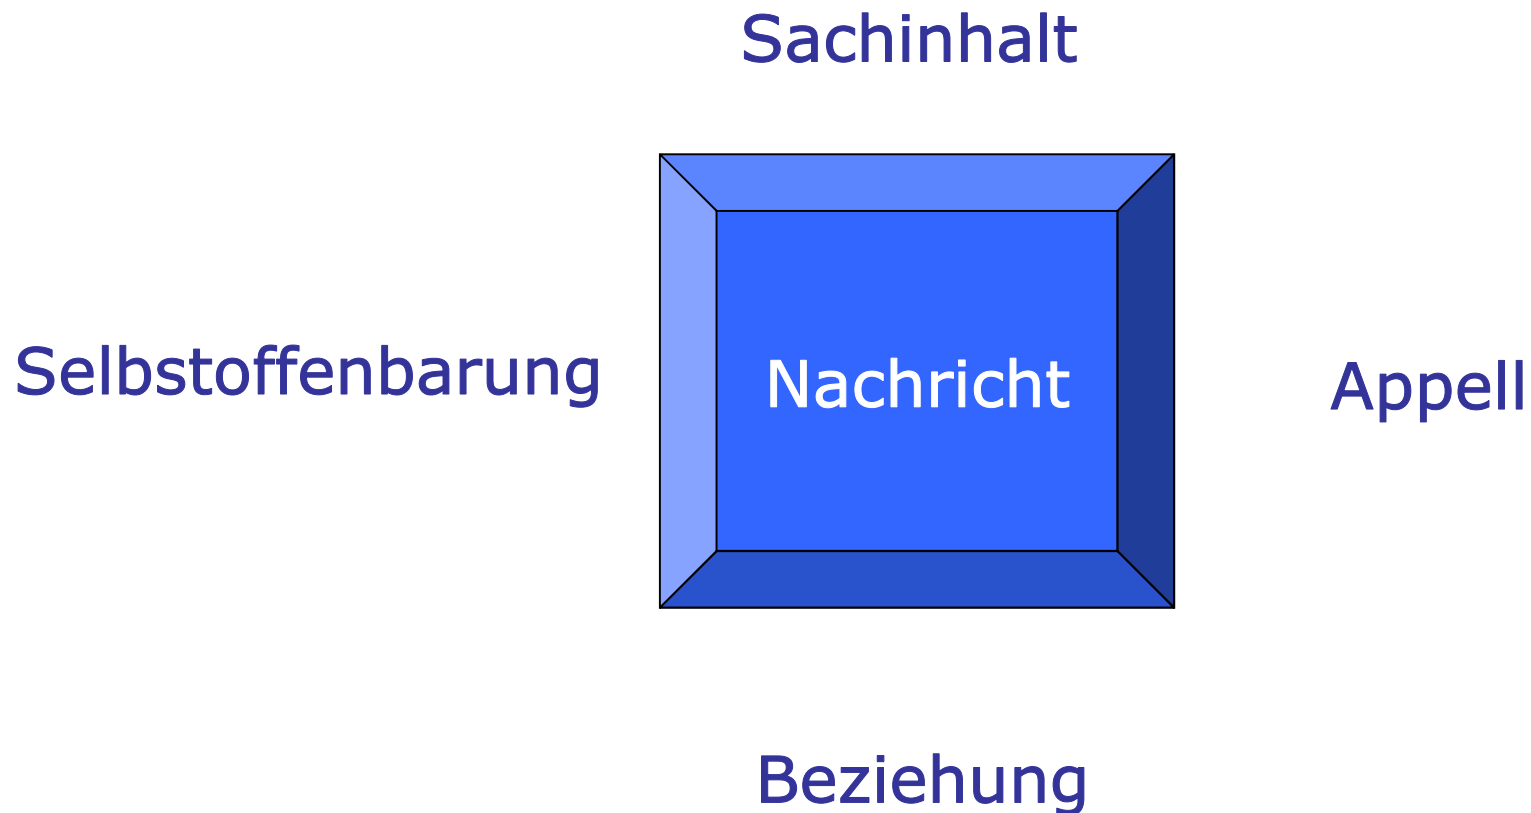 Sachinhalt
Selbstoffenbarung
Nachricht
Appell
Beziehung